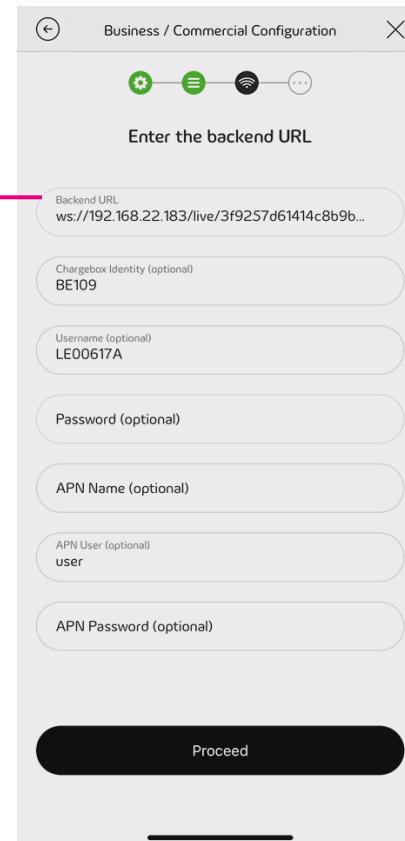 Business / Commercial Configuration
Enter the backend URL
Backend URL
ws://192.168.22.183/live/3f9257d61414c8b9b...
Chargebox Identity (optional)
BE109
Username (optional)
LE00617A
Password (optional)
APN Name (optional)
APN User (optional)
user
APN Password (optional)
Proceed